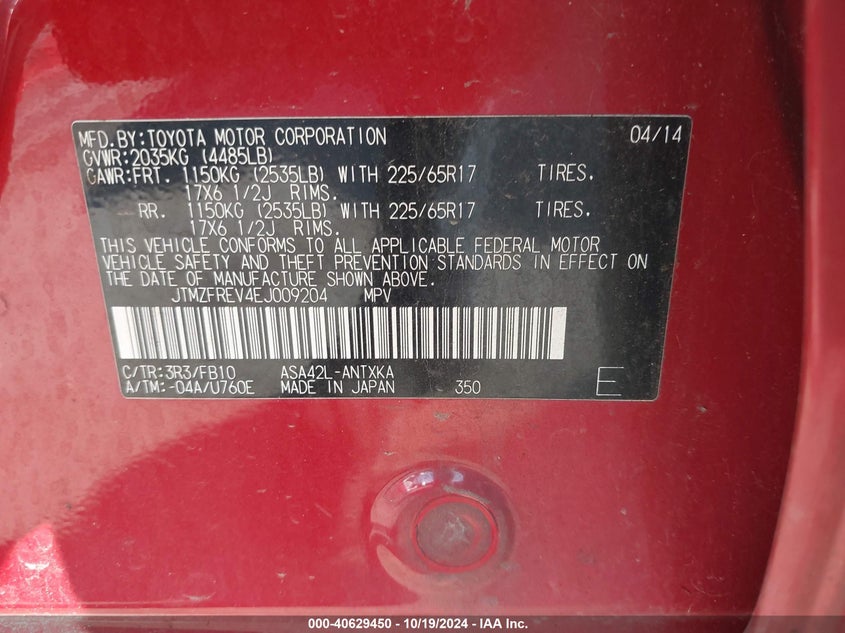 MFD.BY:TOYOTA MOTOR CORPORATION 04/14
GVWR:2035KG (4485LB)
GAWR:FRT. 1150KG (2535LB) WITH 225/65R17 TIRES.
17X6 1/2J RIMS.
RR. 1150KG (2535LB) WITH 225/65R17 TIRES.
17X6 1/2J RIMS.
THIS VEHICLE CONFORMS TO ALL APPLICABLE FEDERAL MOTOR
VEHICLE SAFETY AND THEFT PREVENTION STANDARDS IN EFFECT ON
THE DATE OF MANUFACTURE SHOWN ABOVE.
JTMZFREV4EJ009204 MPV
C/TR:3R3/FB10 ASA42L-ANTXKA
A/TM:-04A/U760E MADE IN JAPAN 350 E
000-40629450 - 10/19/2024 - IAA Inc.